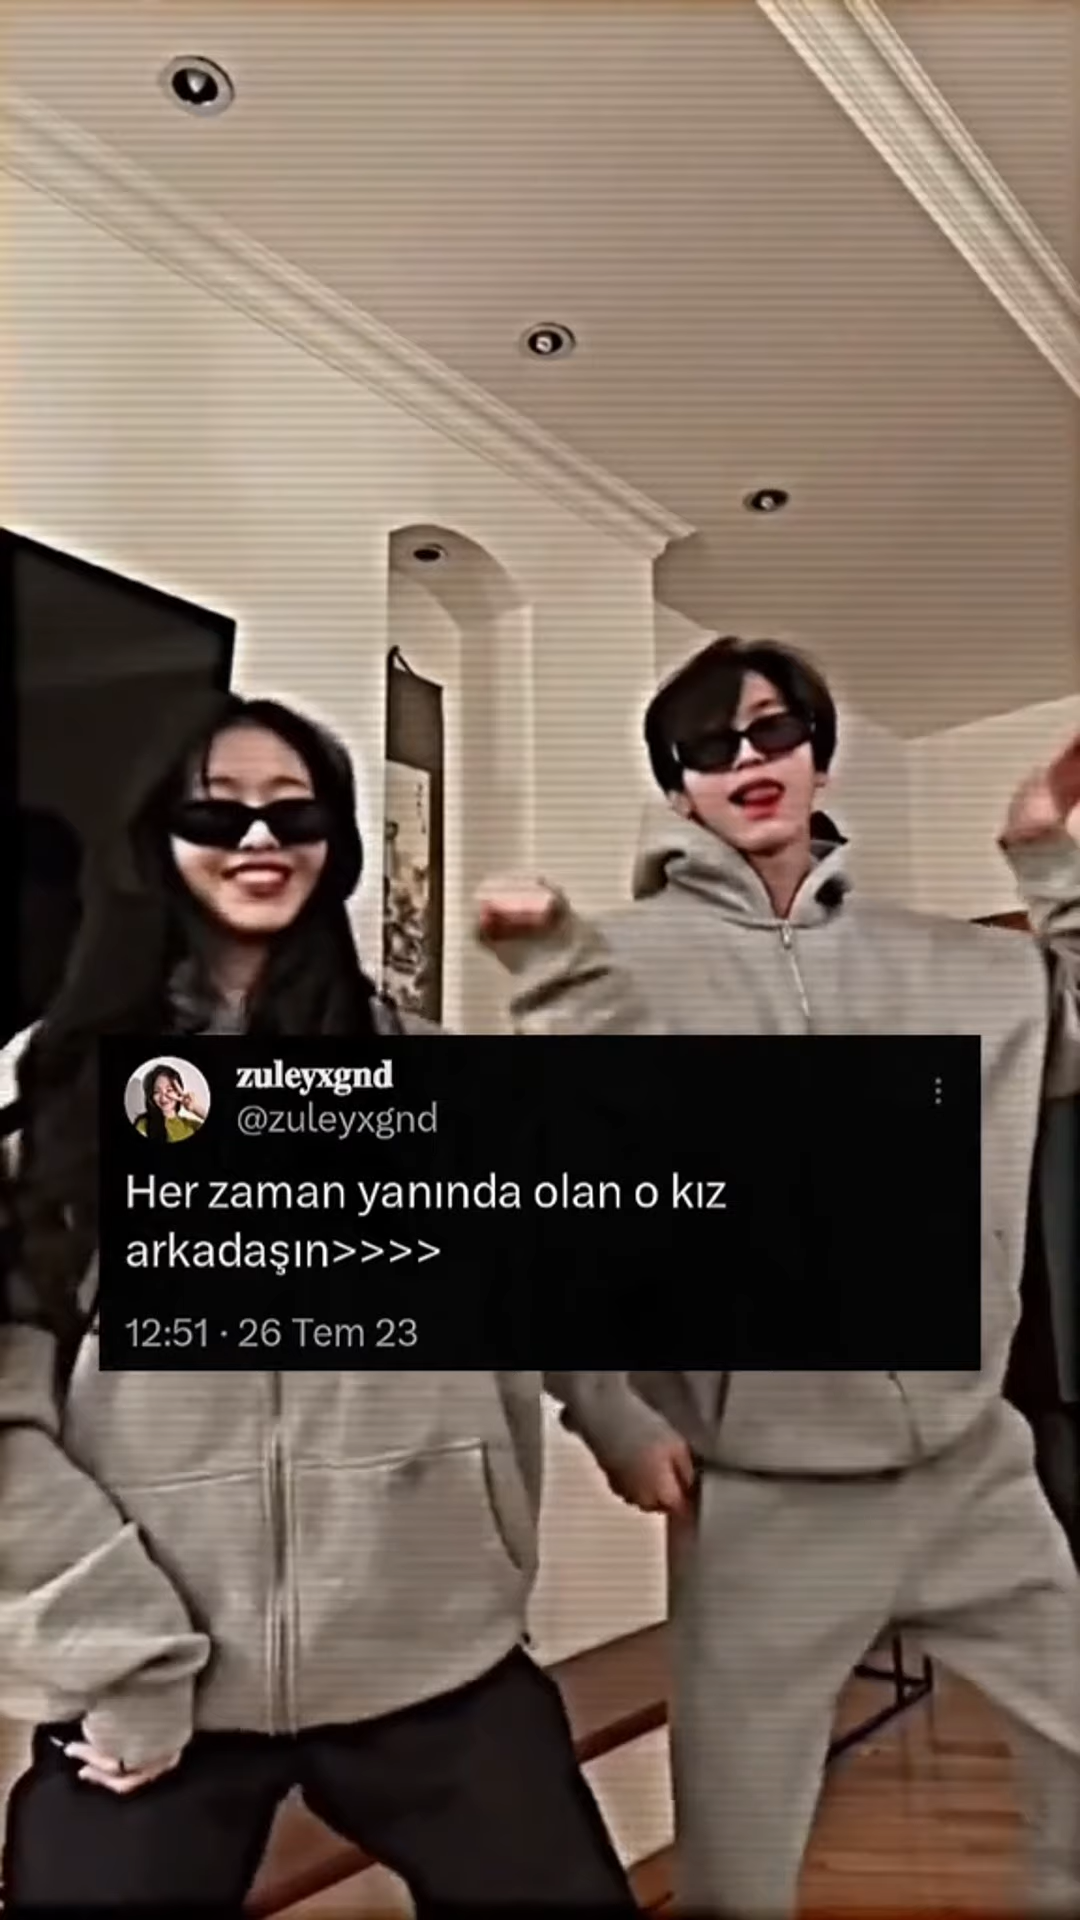 zuleyxgnd
@zuleyxgnd
Her zaman yanında olan o kız
arkadaşın>>>>
12:51 · 26 Tem 23